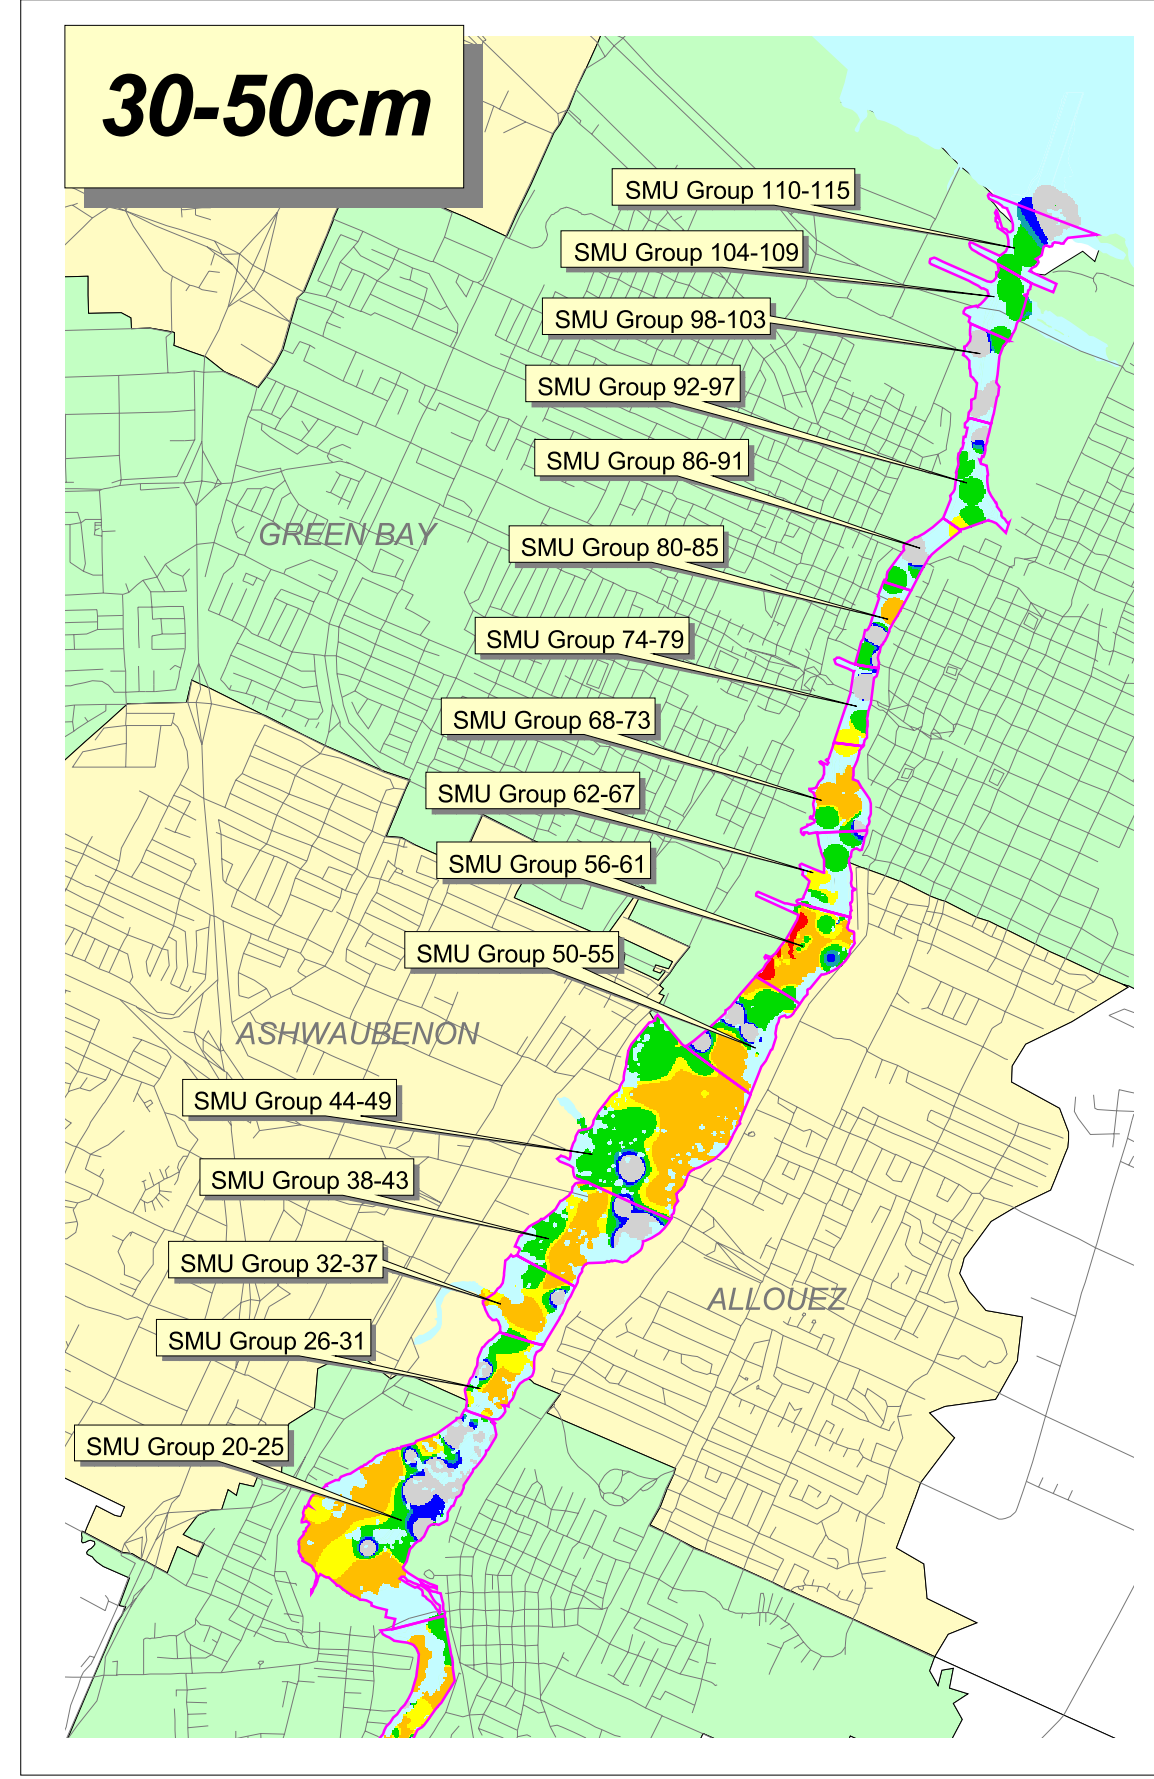 30-50cm
SMU Group 110-115
SMU Group 104-109
SMU Group 98-103
SMU Group 92-97
SMU Group 86-91
GREEN BAY
SMU Group 80-85
SMU Group 74-79
SMU Group 68-73
SMU Group 62-67
SMU Group 56-61
SMU Group 50-55
ASHWAUBENON
SMU Group 44-49
SMU Group 38-43
SMU Group 32-37
ALLOUEZ
SMU Group 26-31
SMU Group 20-25